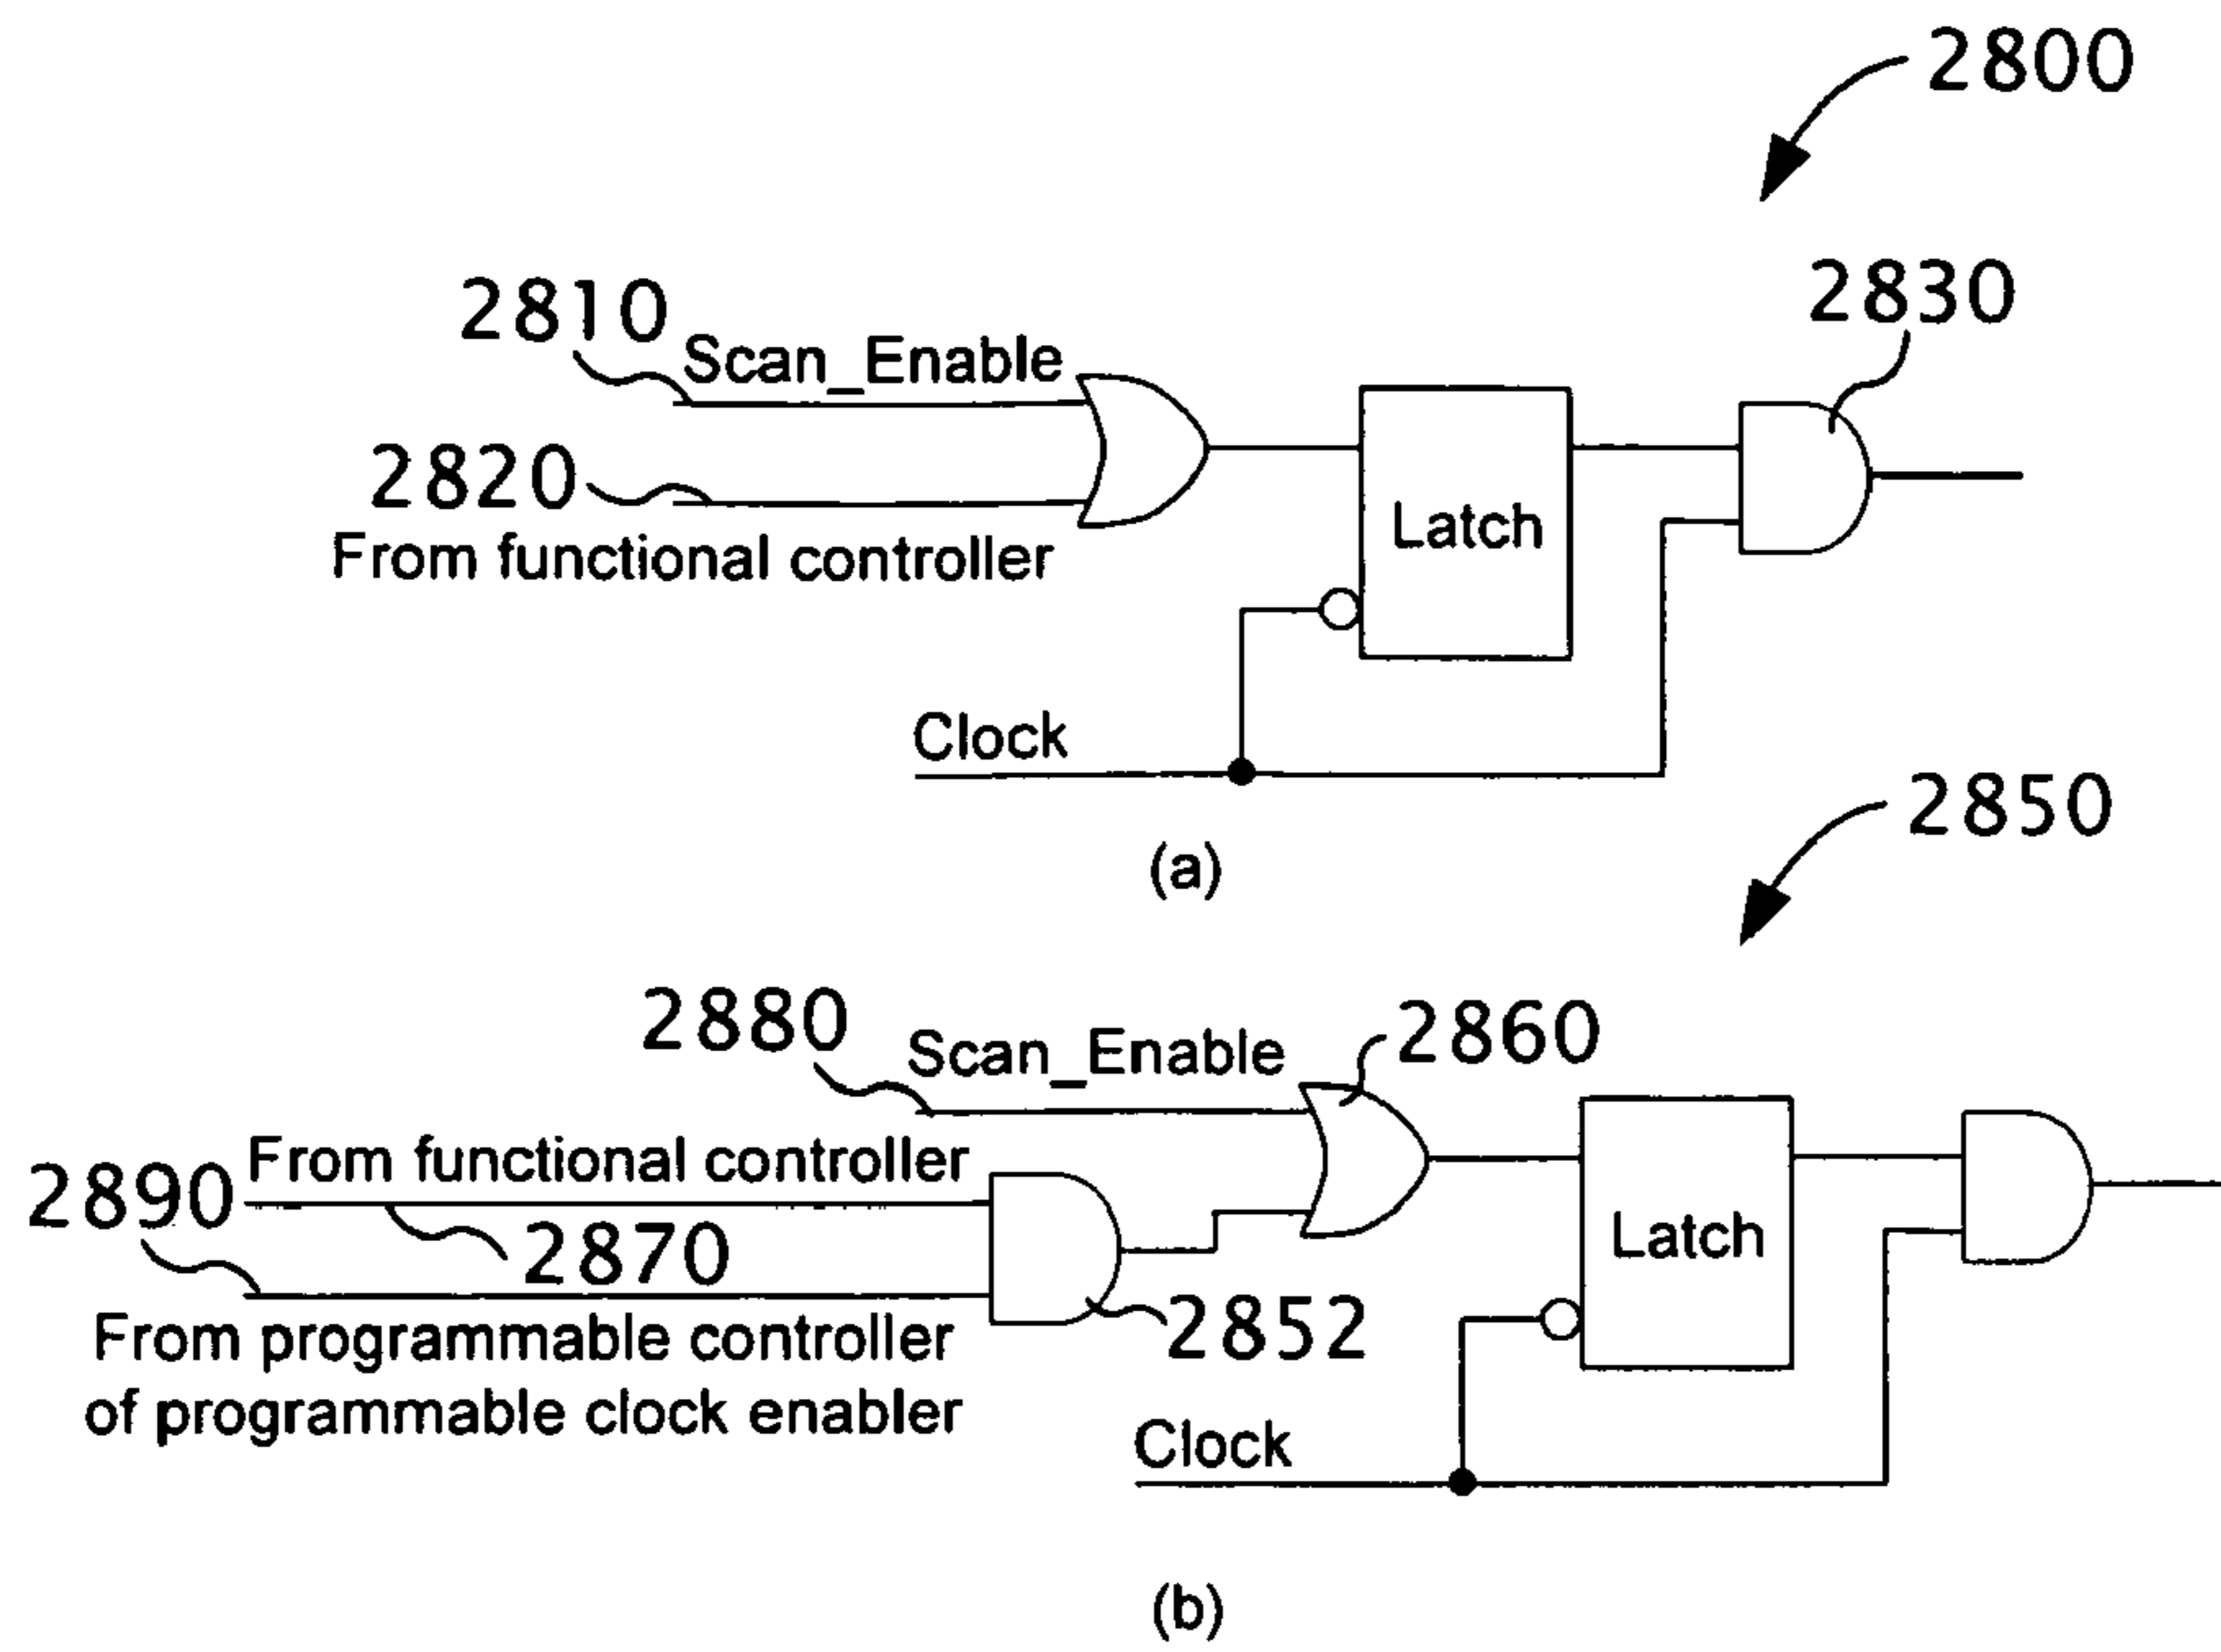 2800
2830
2810
Scan_Enable
2820
From functional controller
Latch
Clock
(a)
2850
2880
Scan_Enable
2860
From functional controller
2890
2870
2852
Latch
From programmable controller
of programmable clock enabler
Clock
(b)